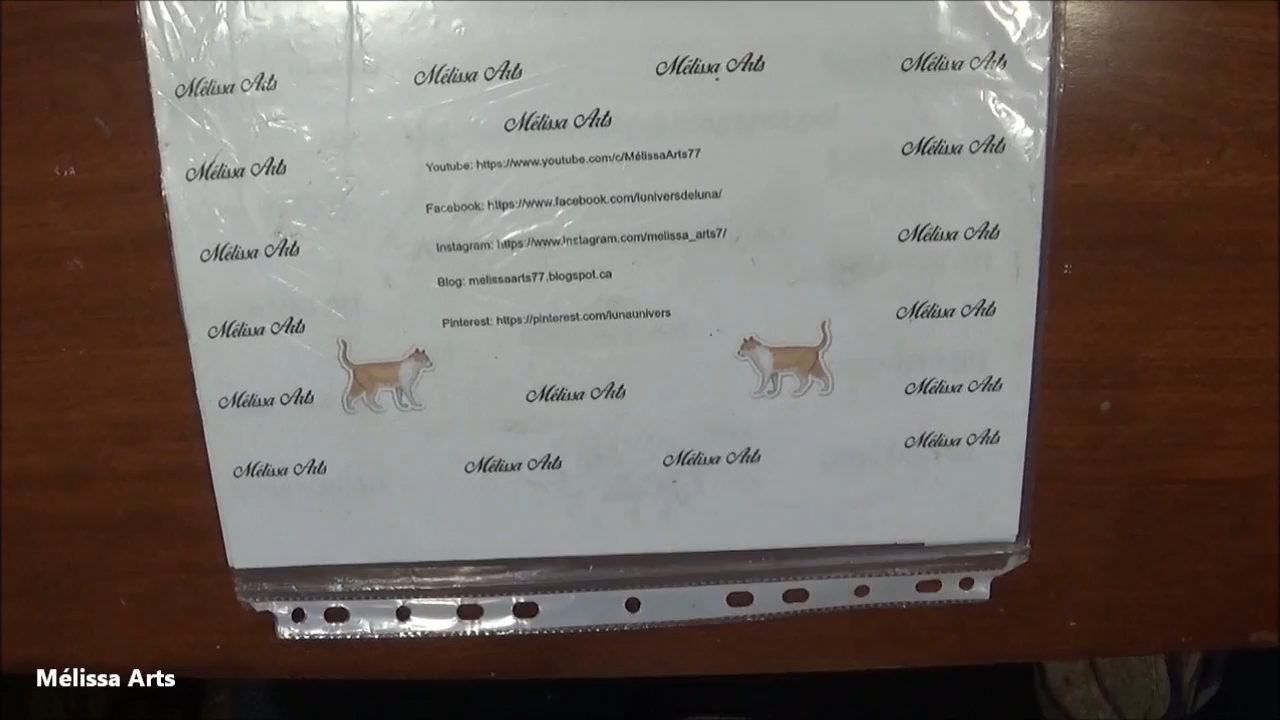 Mélissa Arts Mélissa Arts Mélissa Arts Mélissa Arts
Mélissa Arts
Mélissa Arts Mélissa Arts
Youtube: https://www.youtube.com/c/MélissaArts77
Facebook: https://www.facebook.com/luniversdeluna/
Mélissa Arts Mélissa Arts
Instagram: https://www.instagram.com/melissa_arts7/
Blog: melissaarts77.blogspot.ca
Mélissa Arts Mélissa Arts
Pinterest: https://pinterest.com/lunaunivers
Mélissa Arts Mélissa Arts Mélissa Arts
Mélissa Arts Mélissa Arts Mélissa Arts Mélissa Arts
Mélissa Arts